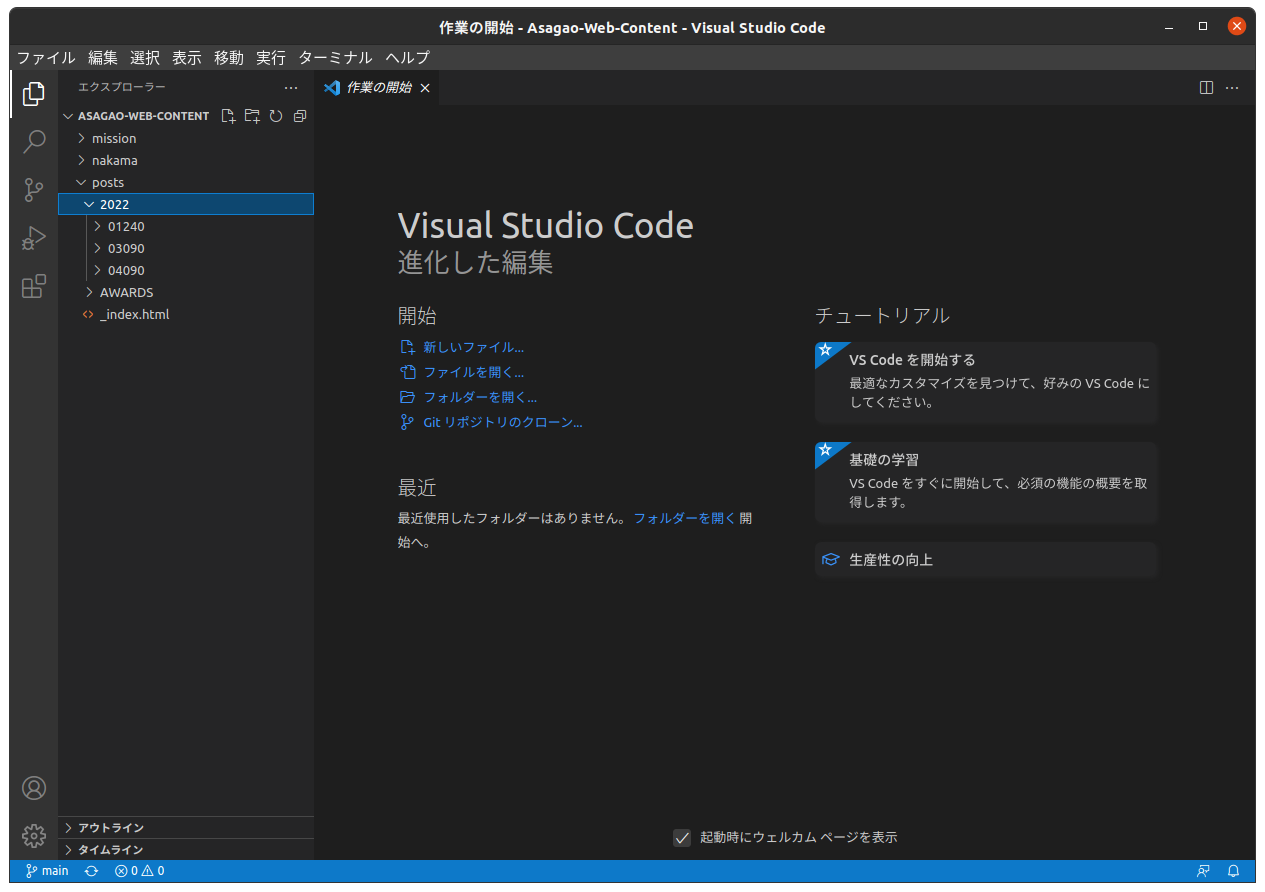 作業の開始 - Asagao-Web-Content - Visual Studio Code
ファイル 編集 選択 表示 移動 実行 ターミナル ヘルプ
エクスプローラー
作業の開始
ASAGAO-WEB-CONTENT
mission
nakama
posts
2022
01240
03090
04090
AWARDS
_index.html
Visual Studio Code
進化した編集
開始
新しいファイル...
ファイルを開く...
フォルダーを開く...
Git リポジトリのクローン...
最近
最近使用したフォルダーはありません。 フォルダーを開く 開
始へ。
チュートリアル
VS Code を開始する
最適なカスタマイズを見つけて、好みの VS Code に
してください。
基礎の学習
VS Code をすぐに開始して、必須の機能の概要を取
得します。
生産性の向上
アウトライン
タイムライン
起動時にウェルカム ページを表示
main 0 0